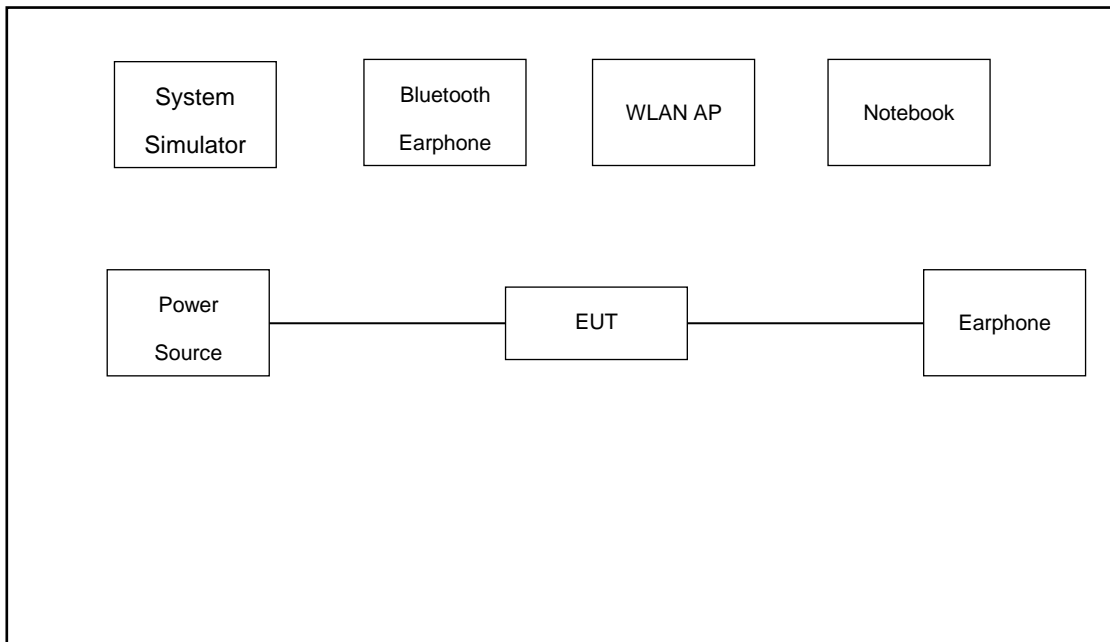 System
Simulator
Bluetooth
Earphone
WLAN AP
Notebook
Power
Source
EUT
Earphone